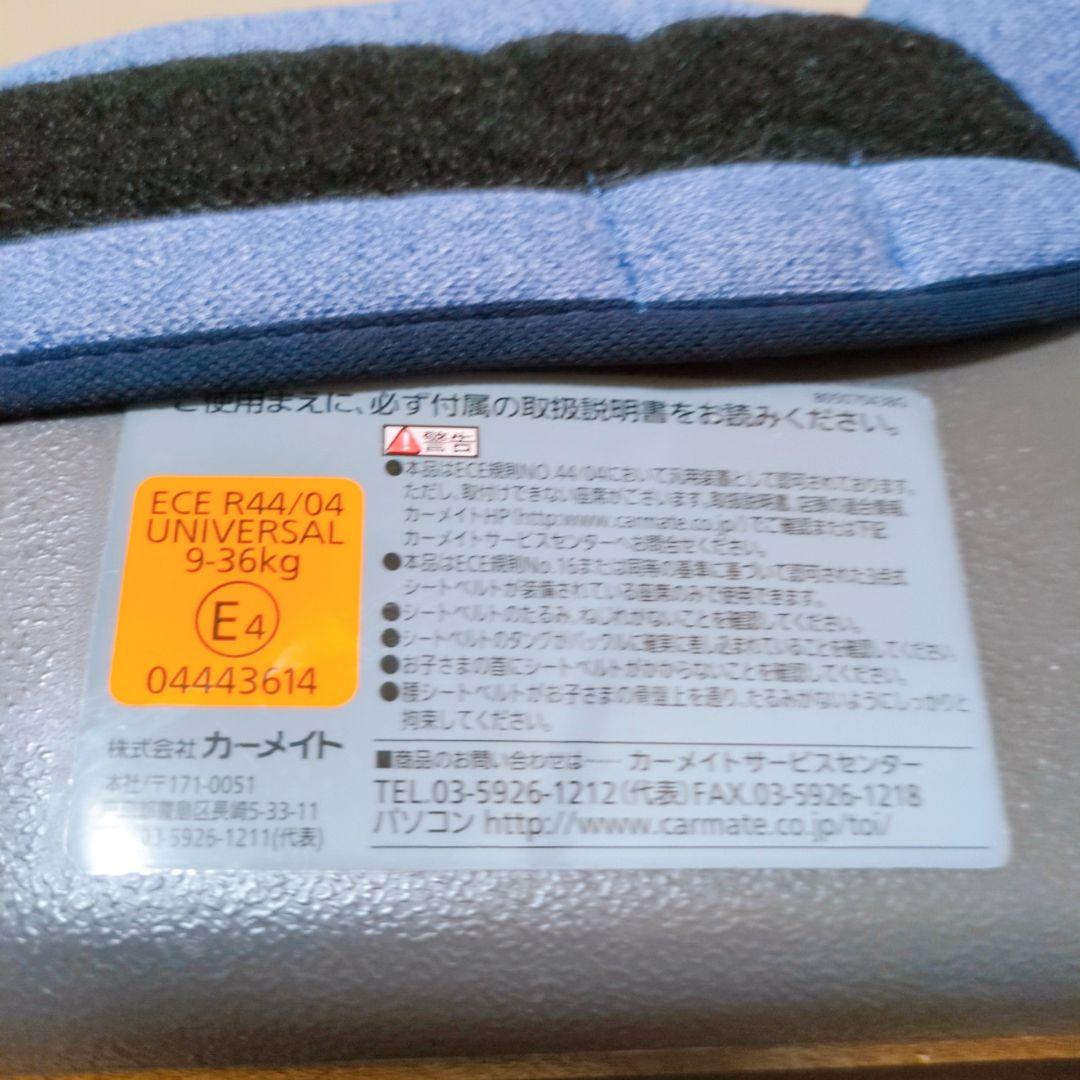 ご使用まえに、必ず付属の取扱説明書をお読みください。
警告
ECE R44/04
UNIVERSAL
9-36kg
E4
04443614
●本品はECE規則NO.44/04において汎用装置として認可されております。
ただし、取付けできない座席がございます。取扱説明書、店頭の適合情報、
カーメイトHP(http:www.carmate.co.jp/)でご確認または下記
カーメイトサービスセンターへお問合せください。
●本品はECE規則No.16または同等の基準に基づいて認可された3点式
シートベルトが装備されている座席のみで使用できます。
●シートベルトのたるみ、ねじれがないことを確認してください。
●シートベルトのタングがバックルに確実に差し込まれていることを確認してください。
●お子さまの首にシートベルトがかからないことを確認してください。
●腰シートベルトがお子さまの骨盤上を通り、たるみがないようにしっかりと
拘束してください。
株式会社 カーメイト
本社/〒171-0051
豊島区長崎5-33-11
03-5926-1211(代表)
■商品のお問い合わせは── カーメイトサービスセンター
TEL.03-5926-1212(代表)FAX.03-5926-1218
パソコン http://www.carmate.co.jp/toi/